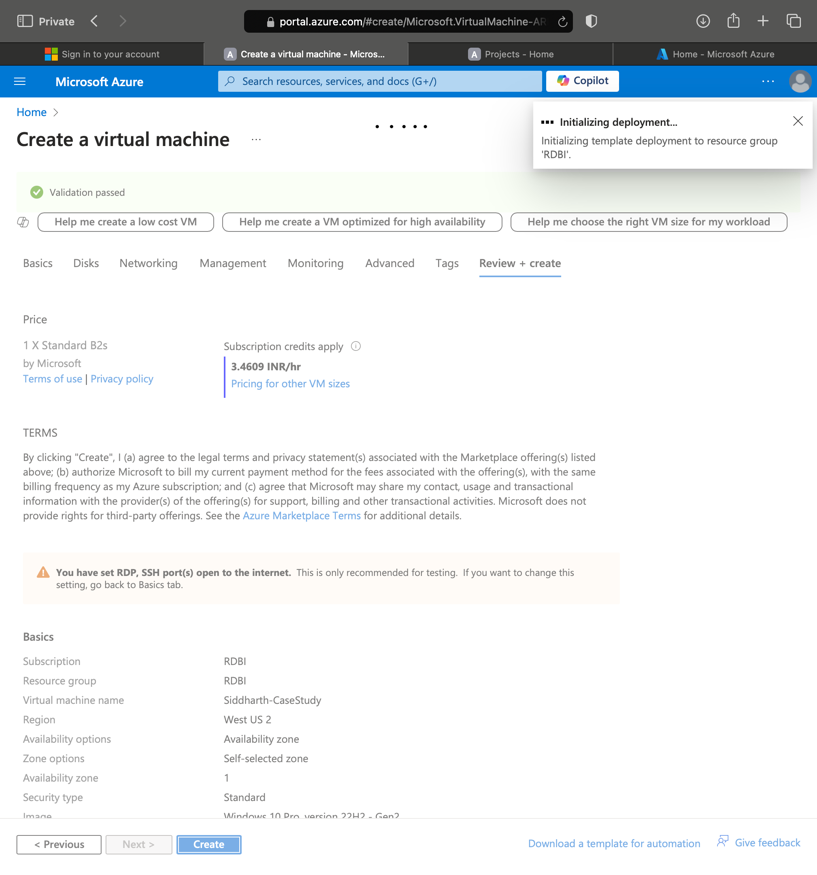 Private
portal.azure.com/#create/Microsoft.VirtualMachine-AR
Sign in to your account
Create a virtual machine - Micros...
Projects - Home
Home - Microsoft Azure
Microsoft Azure
Search resources, services, and docs (G+/)
Copilot
Home >
Create a virtual machine ...
Initializing deployment...
Initializing template deployment to resource group
'RDBI'.
Validation passed
Help me create a low cost VM
Help me create a VM optimized for high availability
Help me choose the right VM size for my workload
Basics Disks Networking Management Monitoring Advanced Tags Review + create
Price
1 X Standard B2s
by Microsoft
Terms of use | Privacy policy
Subscription credits apply
3.4609 INR/hr
Pricing for other VM sizes
TERMS
By clicking "Create", I (a) agree to the legal terms and privacy statement(s) associated with the Marketplace offering(s) listed
above; (b) authorize Microsoft to bill my current payment method for the fees associated with the offering(s), with the same
billing frequency as my Azure subscription; and (c) agree that Microsoft may share my contact, usage and transactional
information with the provider(s) of the offering(s) for support, billing and other transactional activities. Microsoft does not
provide rights for third-party offerings. See the Azure Marketplace Terms for additional details.
You have set RDP, SSH port(s) open to the internet. This is only recommended for testing. If you want to change this
setting, go back to Basics tab.
Basics
Subscription RDBI
Resource group RDBI
Virtual machine name Siddharth-CaseStudy
Region West US 2
Availability options Availability zone
Zone options Self-selected zone
Availability zone 1
Security type Standard
Image Windows 10 Pro, version 22H2 - Gen2
< Previous
Next >
Create
Download a template for automation
Give feedback